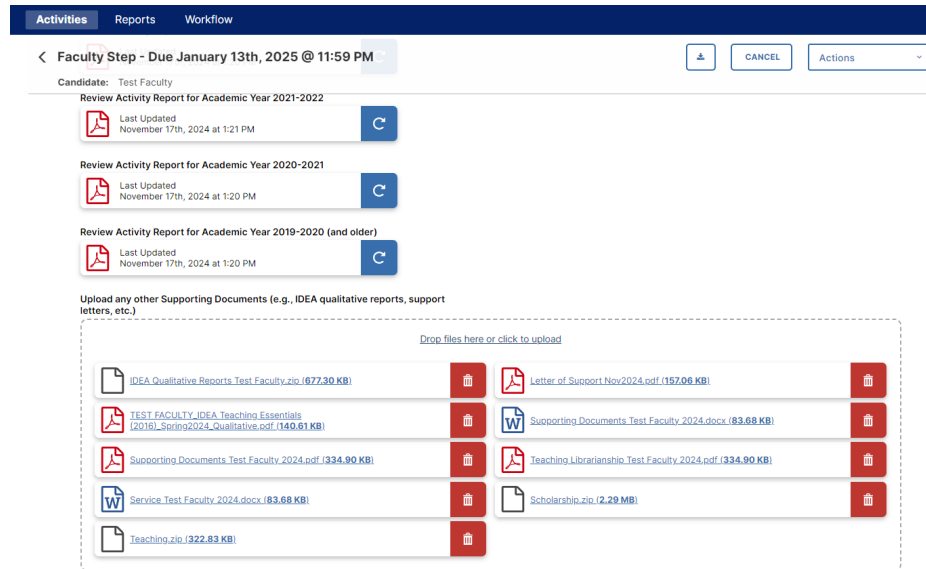 Activities Reports Workflow
Faculty Step - Due January 13th, 2025 @ 11:59 PM
CANCEL
Actions
Candidate: Test Faculty
Review Activity Report for Academic Year 2021-2022
Last Updated
November 17th, 2024 at 1:21 PM
Review Activity Report for Academic Year 2020-2021
Last Updated
November 17th, 2024 at 1:20 PM
Review Activity Report for Academic Year 2019-2020 (and older)
Last Updated
November 17th, 2024 at 1:20 PM
Upload any other Supporting Documents (e.g., IDEA qualitative reports, support
letters, etc.)
Drop files here or click to upload
IDEA Qualitative Reports Test Faculty.zip (677.30 KB)
Letter of Support Nov2024.pdf (157.06 KB)
TEST FACULTY_IDEA Teaching Essentials
(2016)_Spring2024_Qualitative.pdf (140.61 KB)
Supporting Documents Test Faculty 2024.docx (83.68 KB)
Supporting Documents Test Faculty 2024.pdf (334.90 KB)
Teaching Librarianship Test Faculty 2024.pdf (334.90 KB)
Service Test Faculty 2024.docx (83.68 KB)
Scholarship.zip (2.29 MB)
Teaching.zip (322.83 KB)